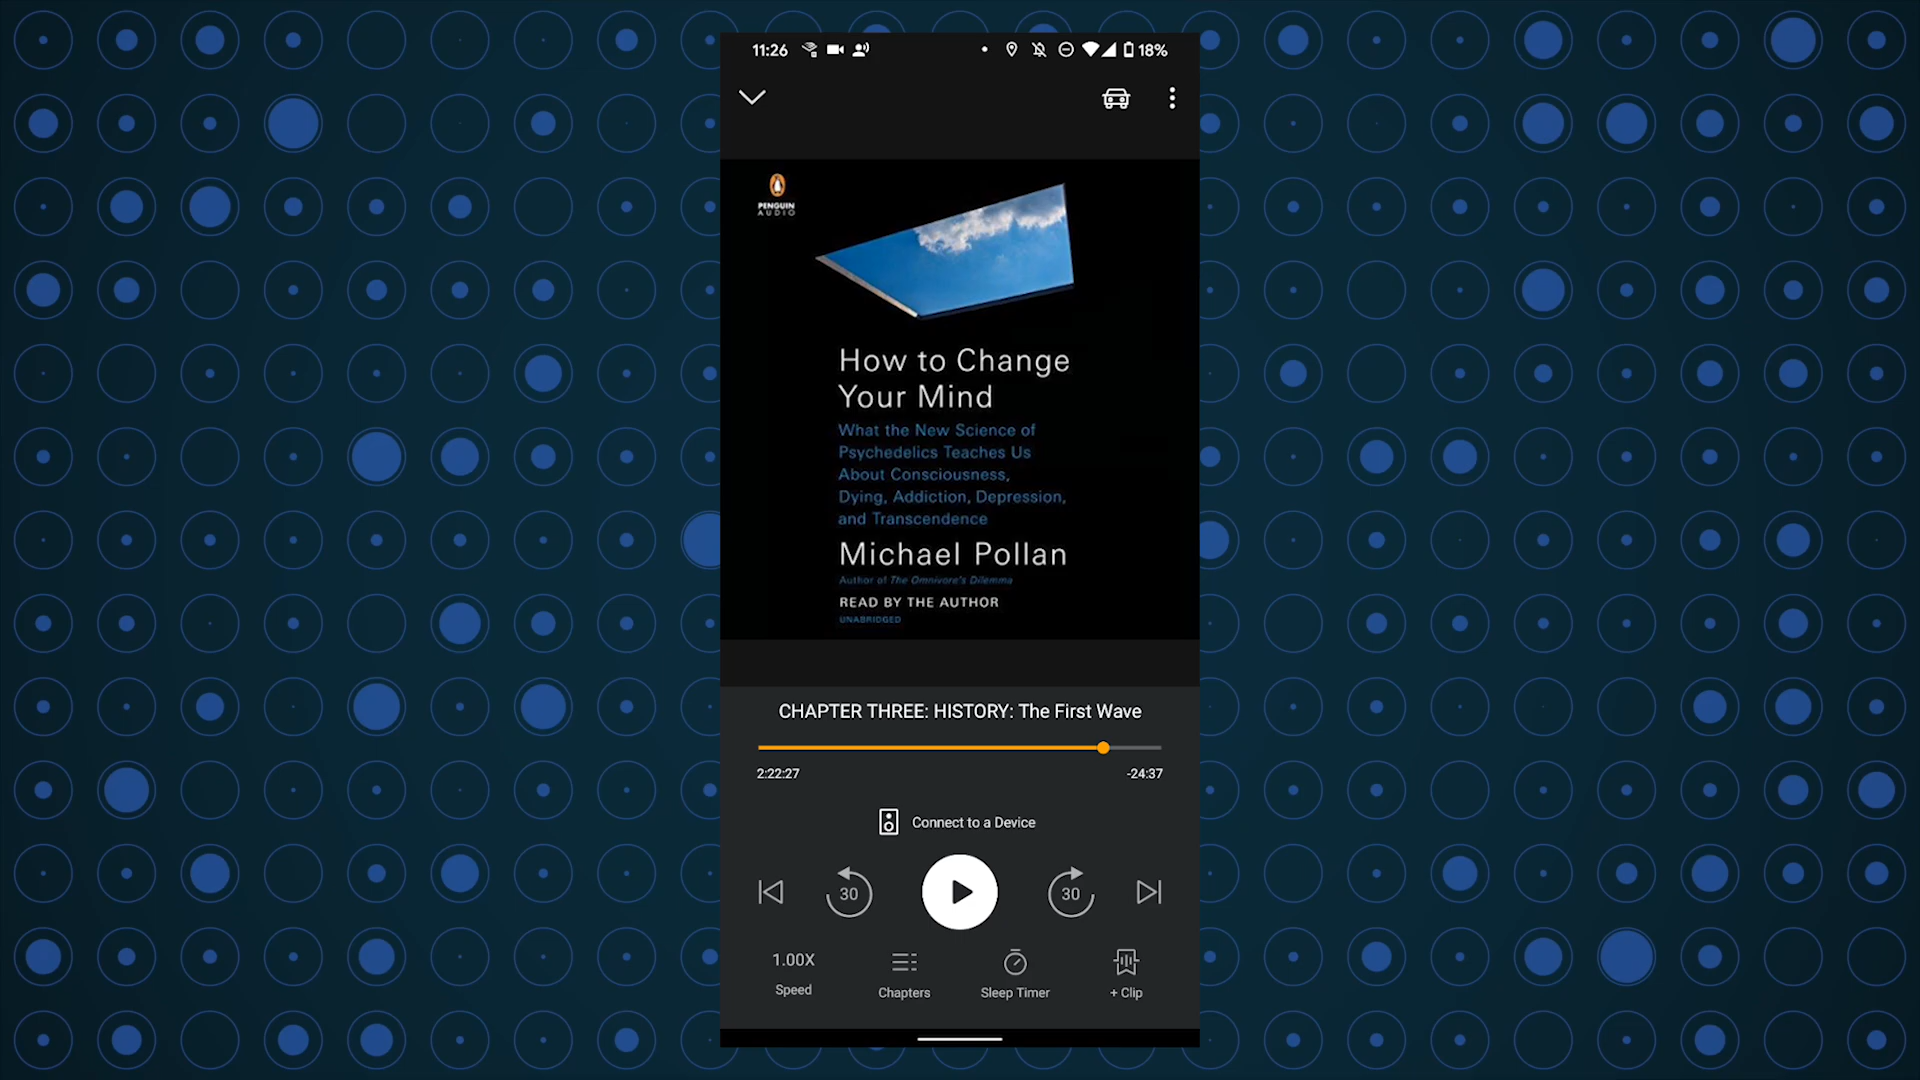 11:26
18%
PENGUIN
AUDIO
How to Change
Your Mind
What the New Science of
Psychedelics Teaches Us
About Consciousness,
Dying, Addiction, Depression,
and Transcendence
Michael Pollan
Author of The Omnivore's Dilemma
READ BY THE AUTHOR
UNABRIDGED
CHAPTER THREE: HISTORY: The First Wave
2:22:27
-24:37
Connect to a Device
30
30
1.00X
Speed
Chapters
Sleep Timer
+ Clip